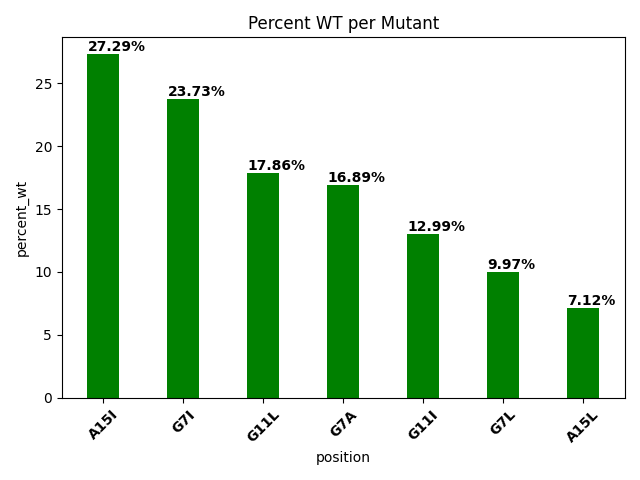 Percent WT per Mutant
27.29%
23.73%
17.86%
16.89%
12.99%
9.97%
7.12%
percent_wt
25
20
15
10
5
0
A15I
G7I
G11L
G7A
G11I
G7L
A15L
position